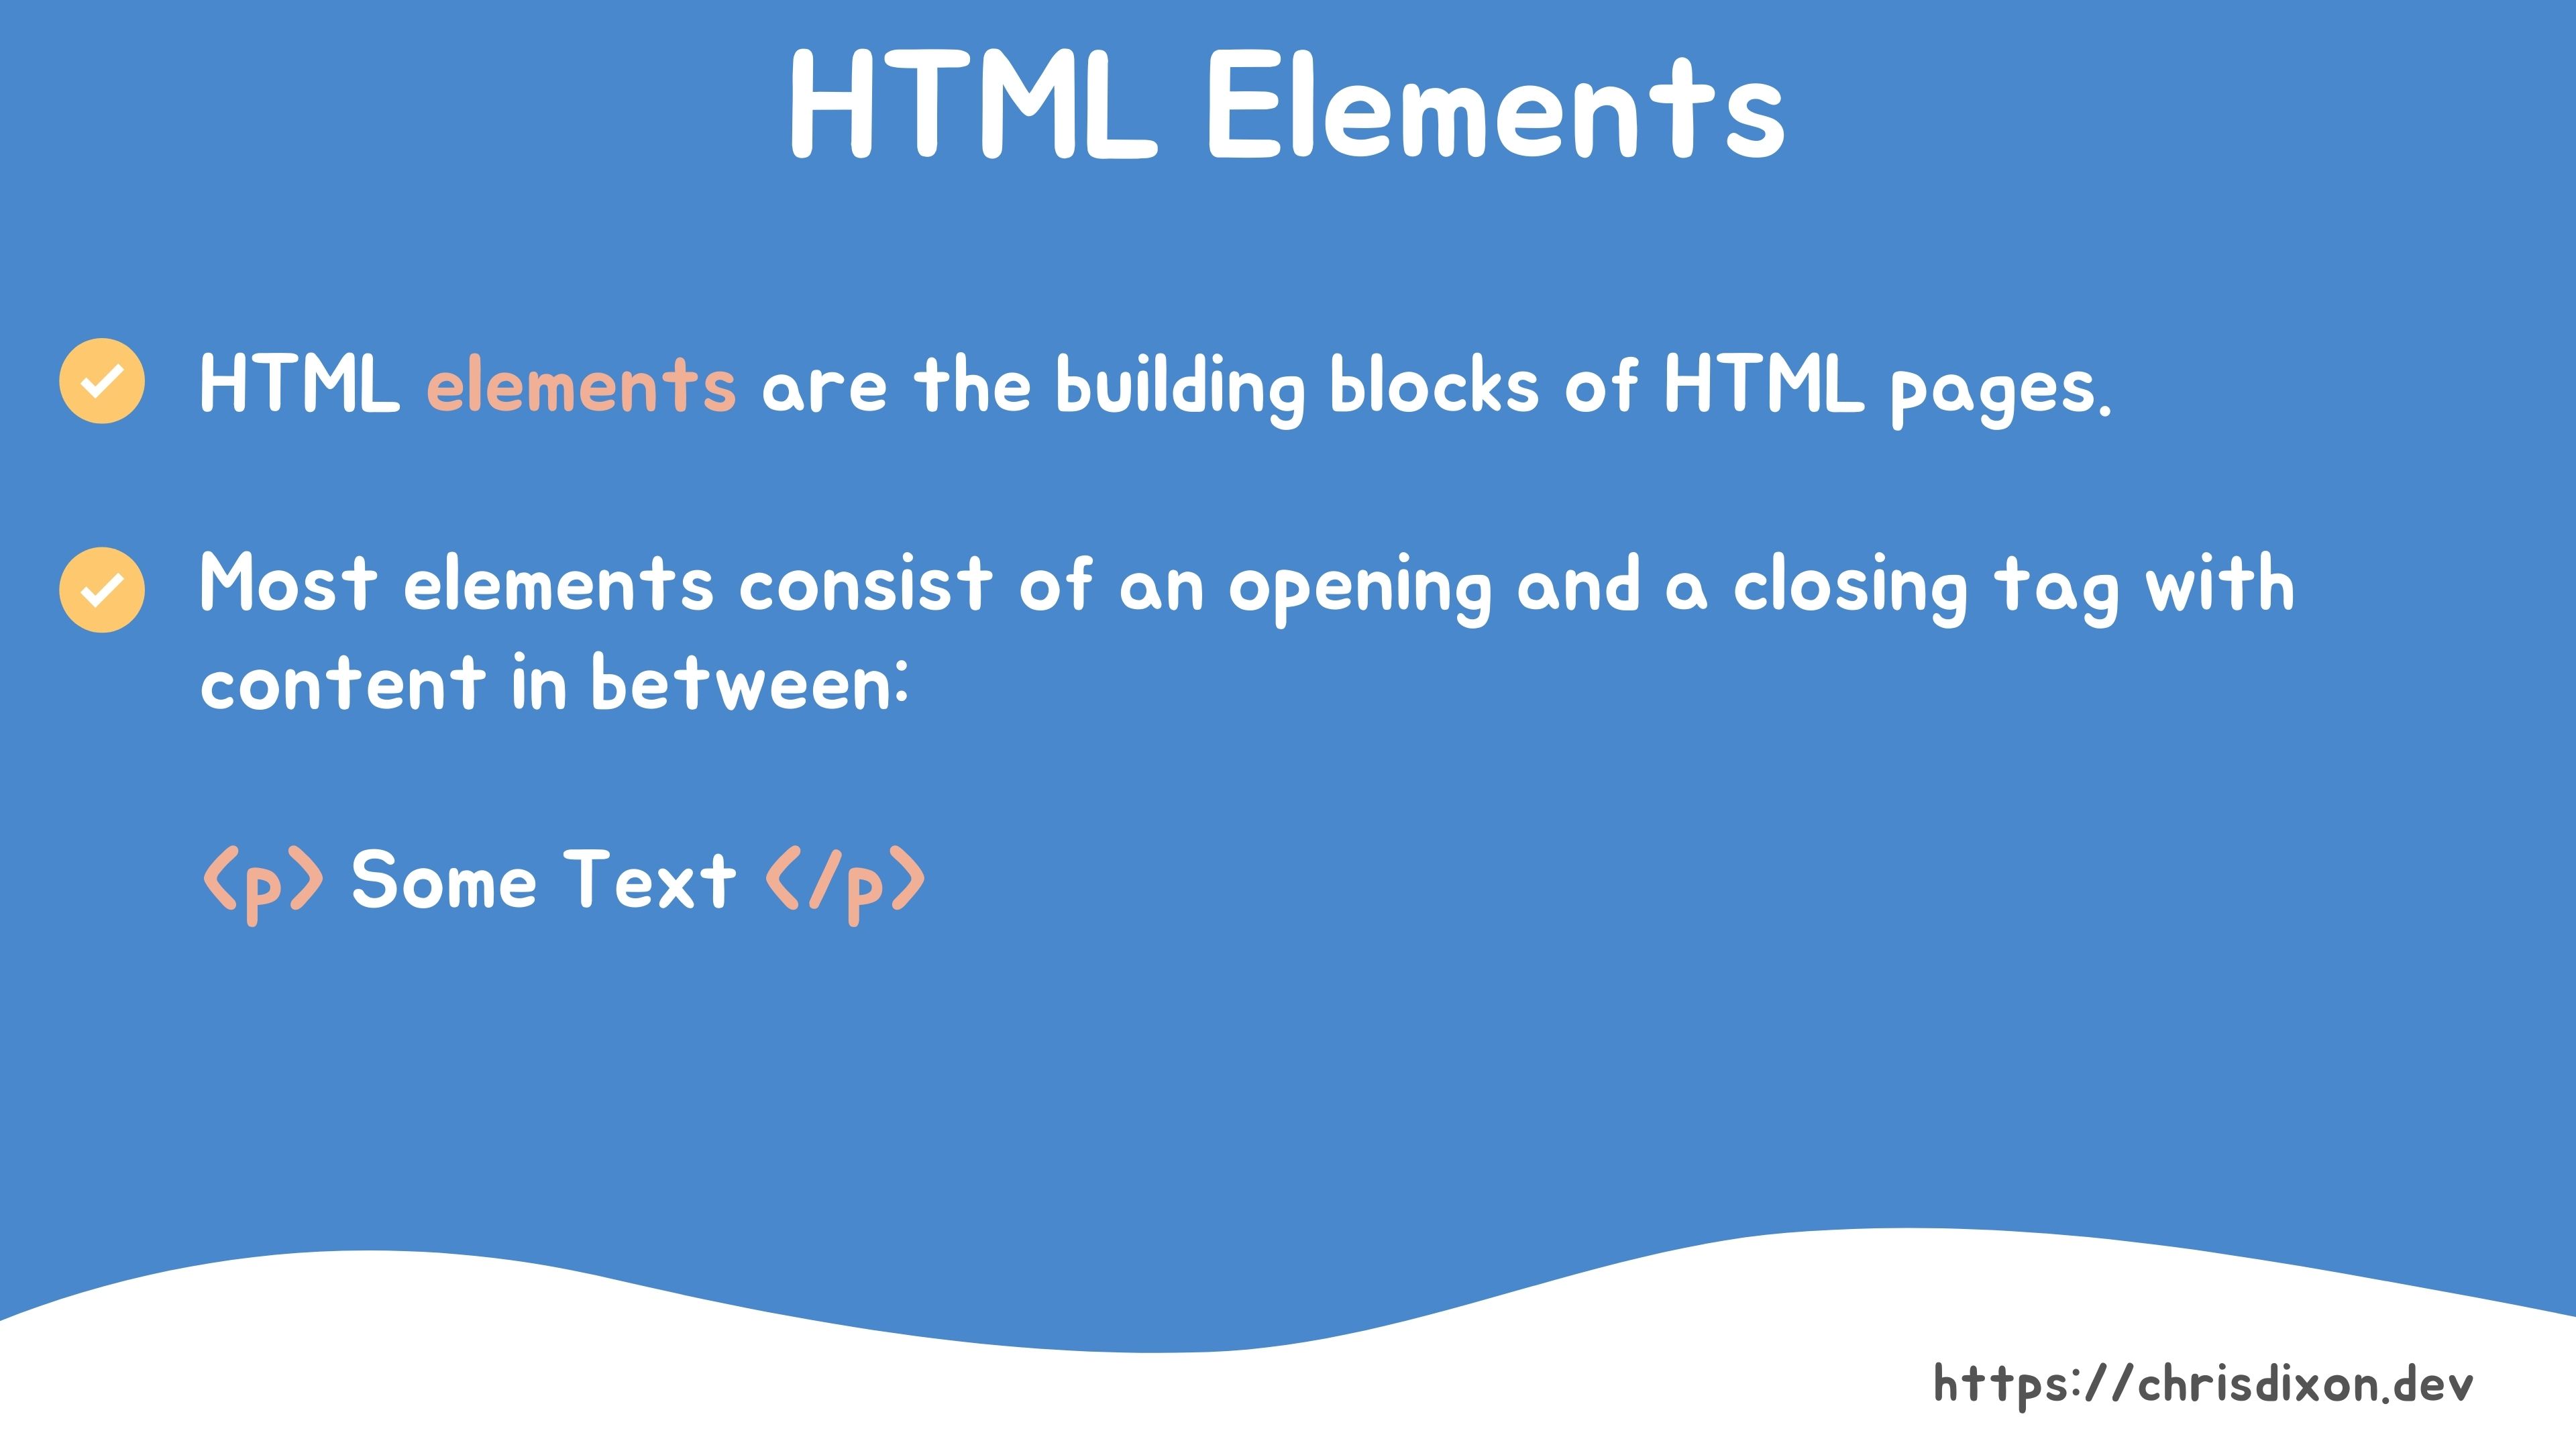 HTML Elements
HTML elements are the building blocks of HTML pages.
Most elements consist of an opening and a closing tag with
content in between:
<p> Some Text </p>
https://chrisdixon.dev